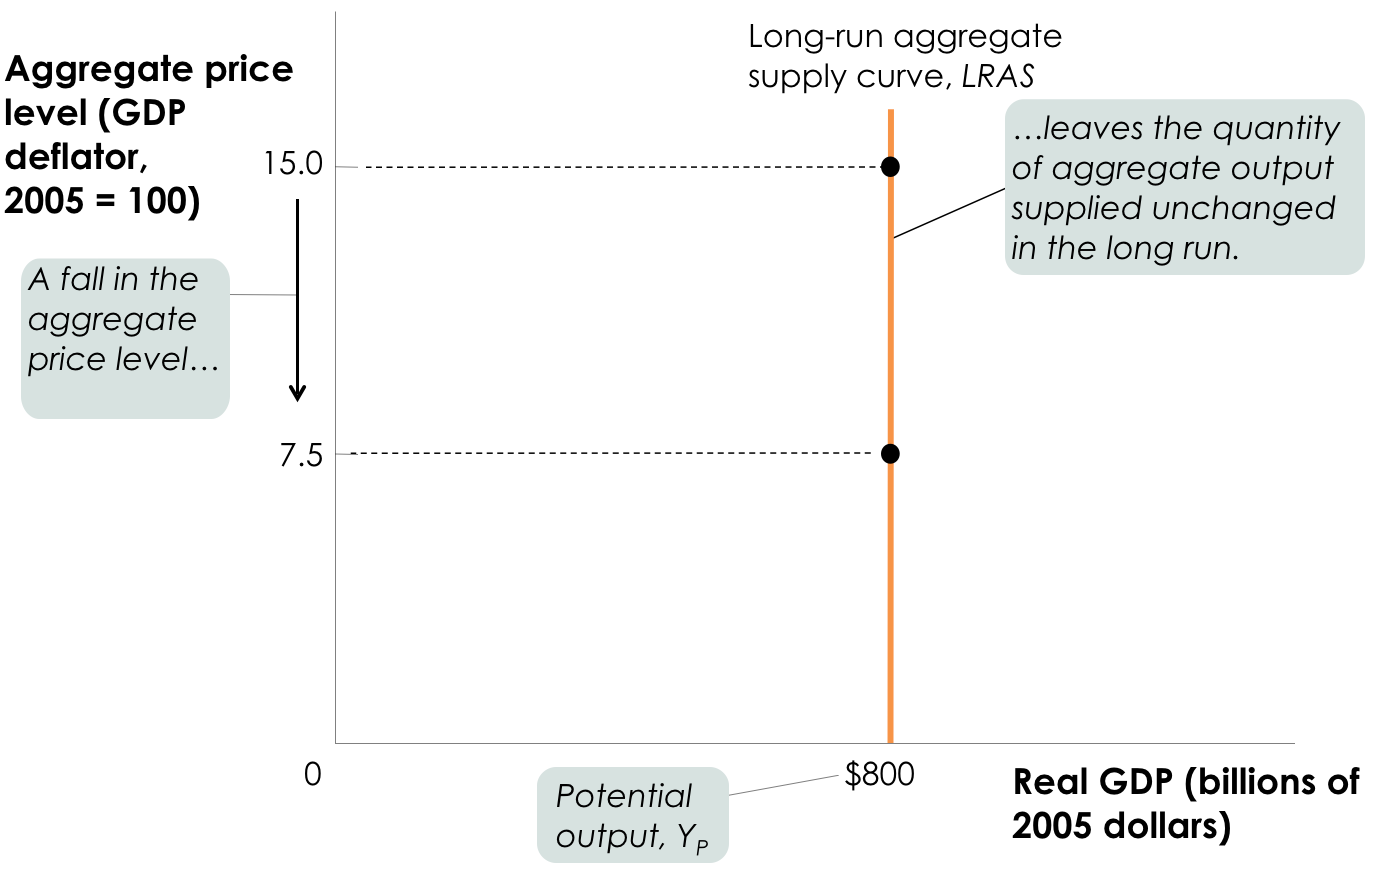 Long-run aggregate
supply curve, LRAS
Aggregate price
level (GDP
deflator,
2005 = 100)
…leaves the quantity
of aggregate output
supplied unchanged
in the long run.
15.0
A fall in the
aggregate
price level…
7.5
0
Potential
output, YP
$800
Real GDP (billions of
2005 dollars)